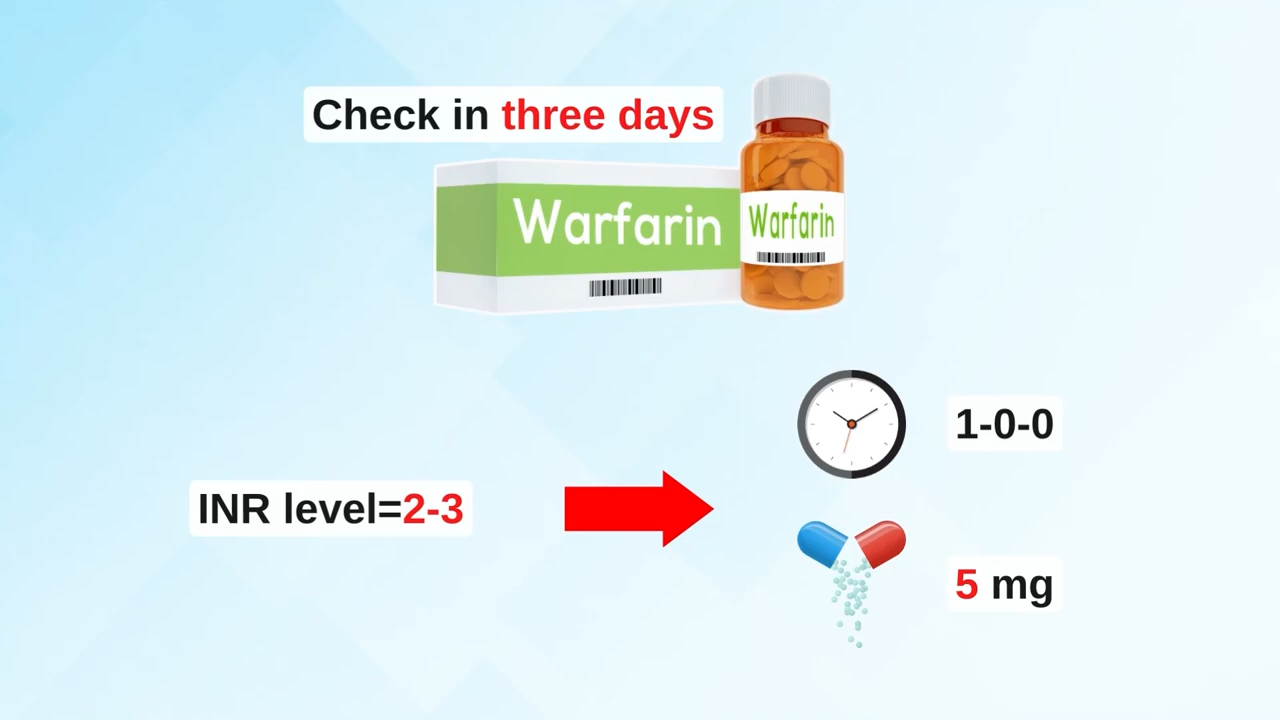 Check in three days
Warfarin
Warfarin
1-0-0
INR level=2-3
5 mg